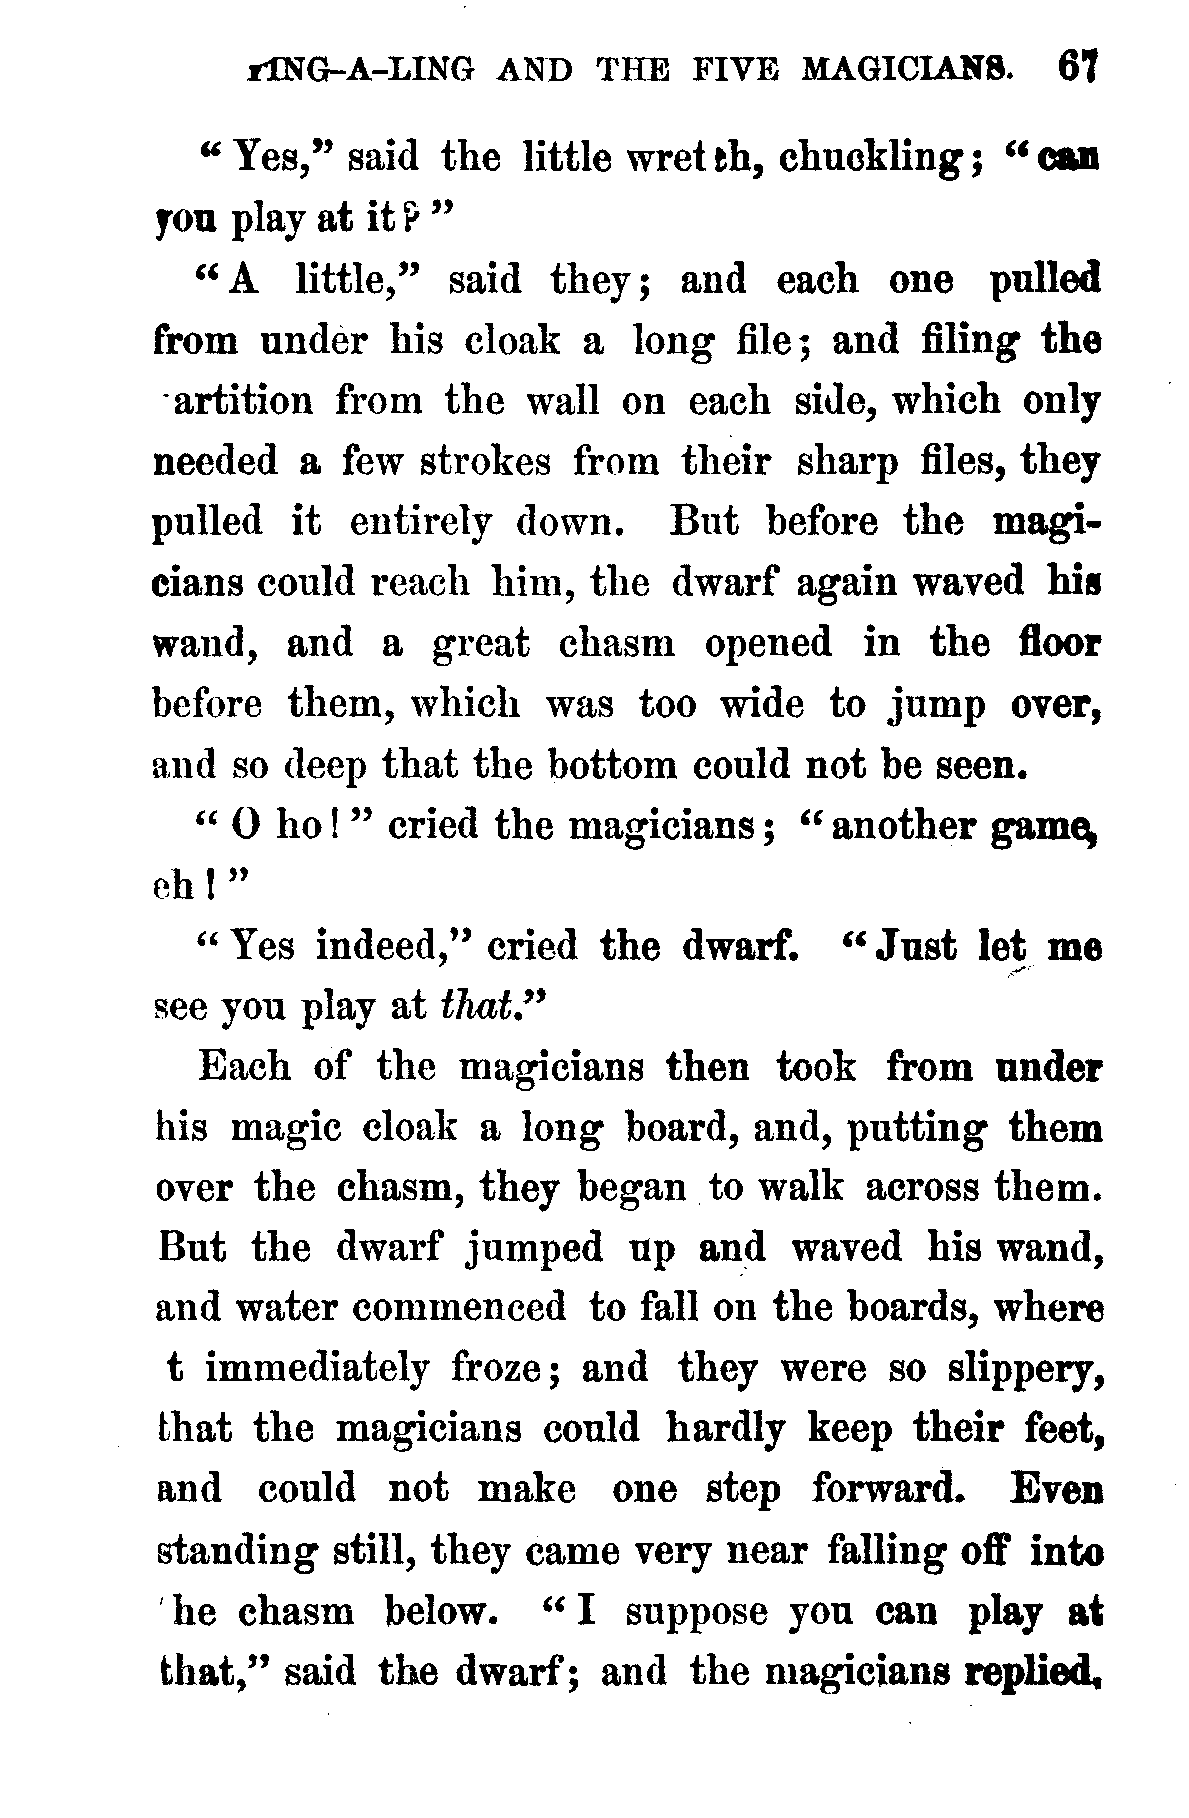 TING-A-LING AND THE FIVE MAGICIANS. 67
“ Yes,” said the little wretch, chuckling; “ can
you play at it? ”
“ A little,” said they; and each one pulled
from under his cloak a long file; and filing the
artition from the wall on each side, which only
needed a few strokes from their sharp files, they
pulled it entirely down. But before the magi-
cians could reach him, the dwarf again waved his
wand, and a great chasm opened in the floor
before them, which was too wide to jump over,
and so deep that the bottom could not be seen.
“ O ho! ” cried the magicians; “ another game,
eh! ”
“ Yes indeed,” cried the dwarf. “ Just let me
see you play at that.”
Each of the magicians then took from under
his magic cloak a long board, and, putting them
over the chasm, they began to walk across them.
But the dwarf jumped up and waved his wand,
and water commenced to fall on the boards, where
t immediately froze; and they were so slippery,
that the magicians could hardly keep their feet,
and could not make one step forward. Even
standing still, they came very near falling off into
he chasm below. “ I suppose you can play at
that,” said the dwarf; and the magicians replied,